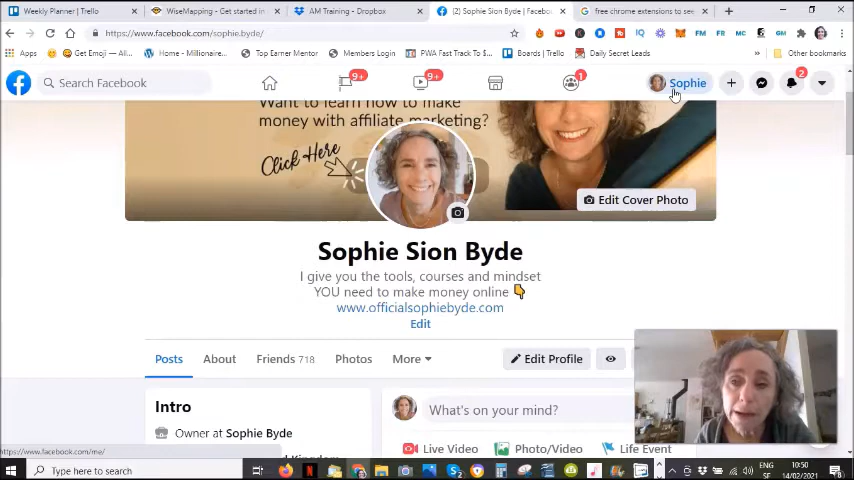 Weekly Planner | Trello
WiseMapping - Get started in
AM Training - Dropbox
(2) Sophie Sion Byde | Facebook
free chrome extensions to see
https://www.facebook.com/sophie.byde/
Apps
Get Emoji — All...
Home - Millionaire...
Top Earner Mentor
Members Login
PWA Fast Track To $...
Boards | Trello
Daily Secret Leads
Other bookmarks
Search Facebook
9+
9+
1
Sophie
2
Want to learn how to make
money with affiliate marketing?
Click Here
Edit Cover Photo
Sophie Sion Byde
I give you the tools, courses and mindset
YOU need to make money online 👇
www.officialsophiebyde.com
Edit
Posts
About
Friends 718
Photos
More
Edit Profile
Intro
Owner at Sophie Byde
What's on your mind?
Live Video
Photo/Video
Life Event
https://www.facebook.com/me/
Type here to search
ENG
SF
10:50
14/02/2021